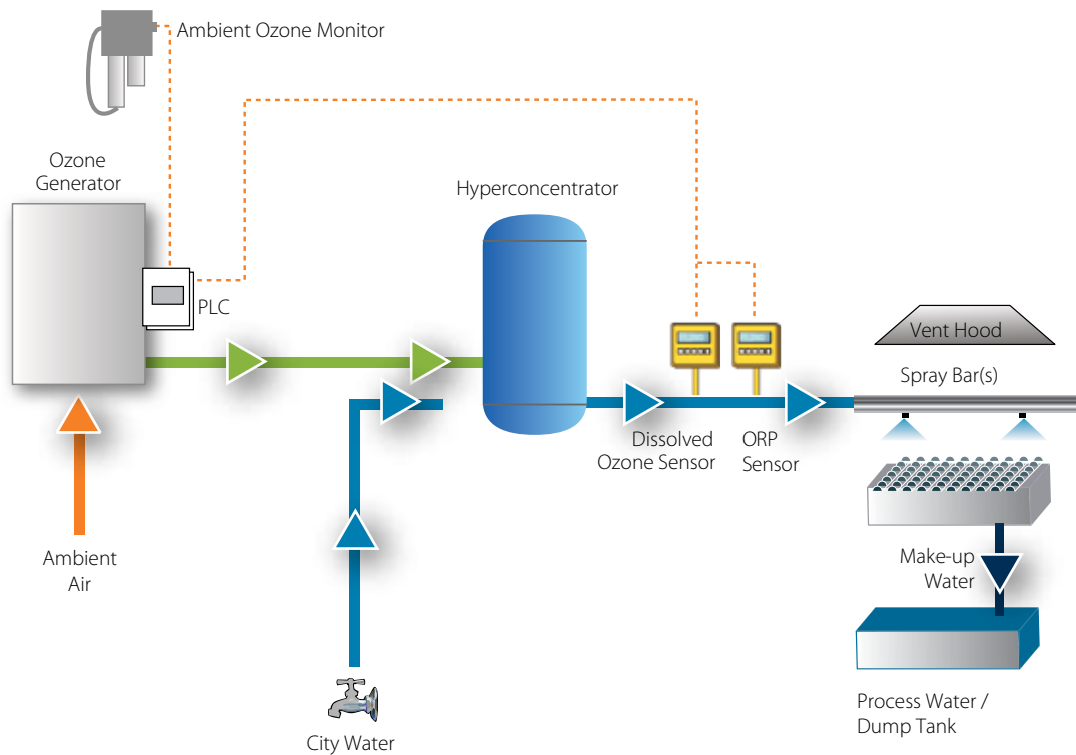 Ambient Ozone Monitor
Ozone
Generator
Hyperconcentrator
PLC
Vent Hood
Spray Bar(s)
Dissolved
Ozone Sensor
ORP
Sensor
Ambient
Air
Make-up
Water
City Water
Process Water /
Dump Tank